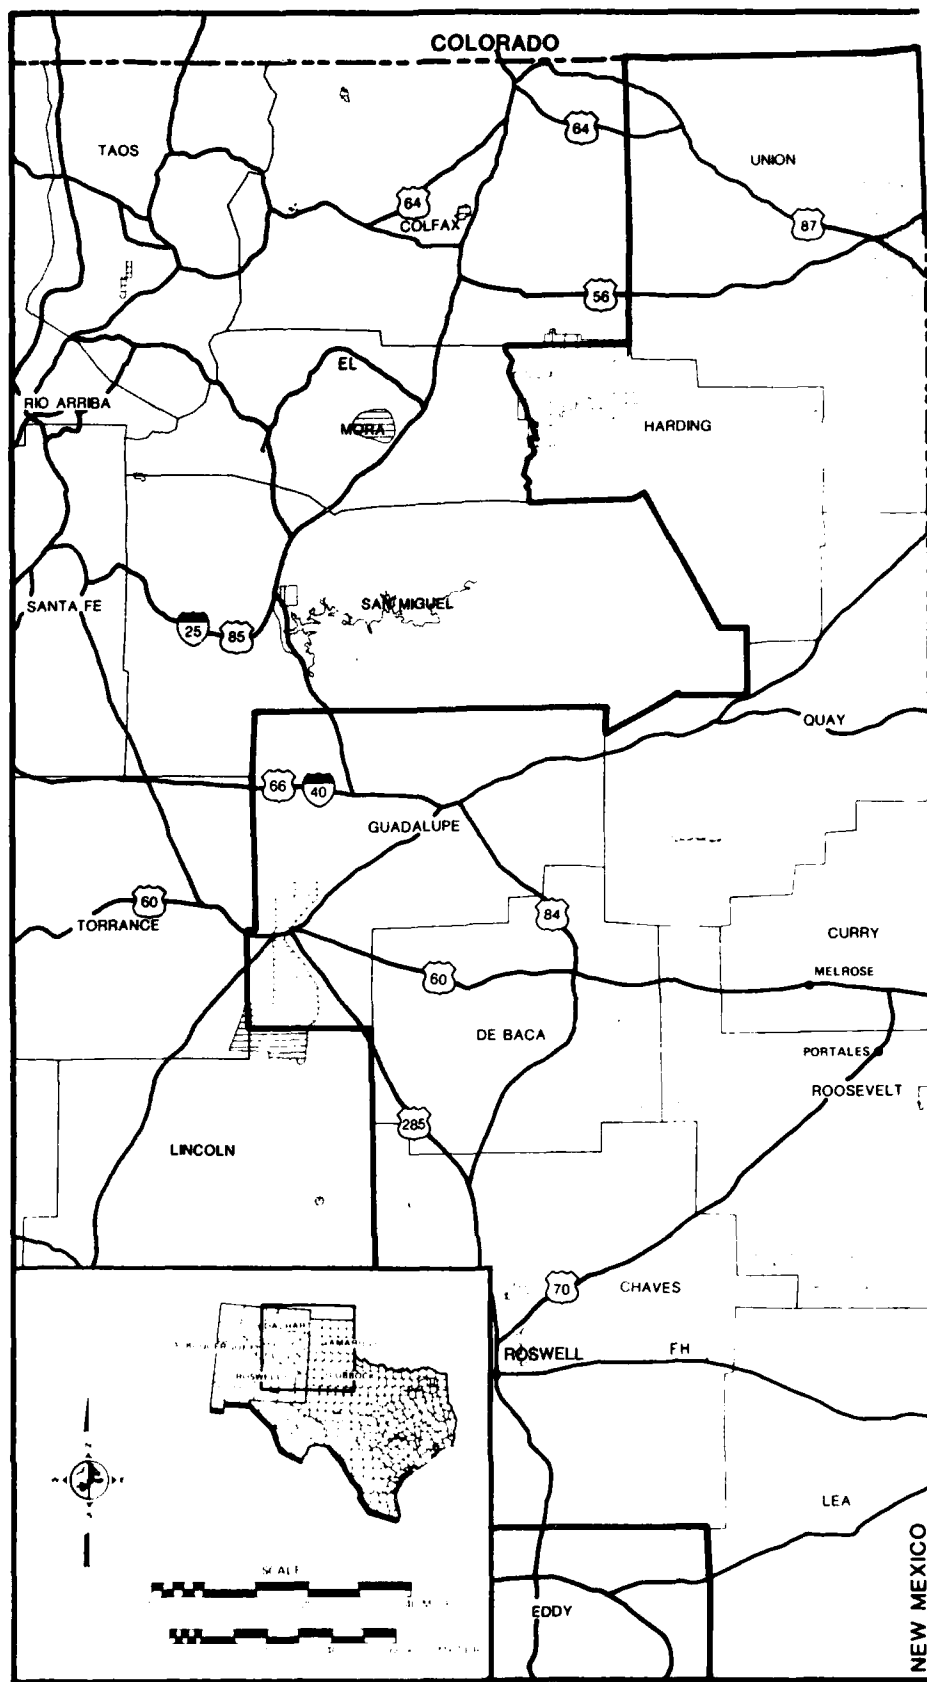 COLORADO
TAOS
64
UNION
64
COLFAX
87
56
EL
RIO ARRIBA
MORA
HARDING
SANTA FE
SAN MIGUEL
25
85
QUAY
66
40
GUADALUPE
60
TORRANCE
84
CURRY
60
MELROSE
DE BACA
PORTALES
ROOSEVELT
285
LINCOLN
70
CHAVES
ROSWELL
FH
LUBBOCK
W
N
E
S
LEA
SCALE
EDDY
NEW MEXICO